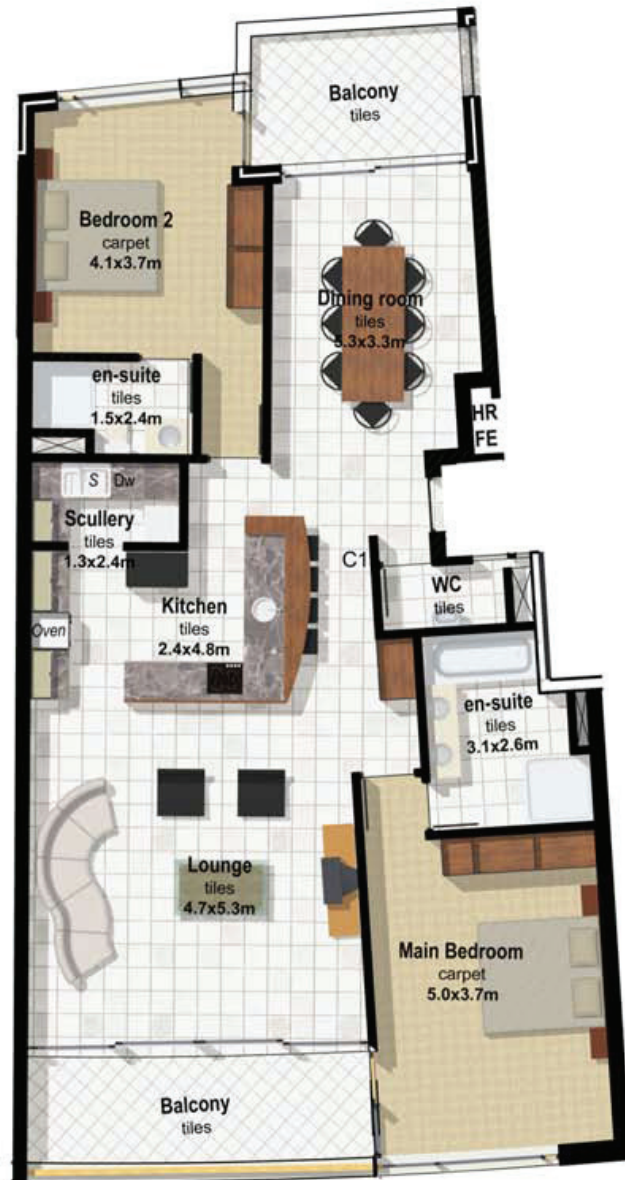 Balcony
tiles
Bedroom 2
carpet
4.1x3.7m
Dining room
tiles
5.3x3.3m
en-suite
tiles
1.5x2.4m
HR
FE
S Dw
Scullery
tiles
1.3x2.4m
C1
WC
tiles
Kitchen
tiles
2.4x4.8m
Oven
en-suite
tiles
3.1x2.6m
Lounge
tiles
4.7x5.3m
Main Bedroom
carpet
5.0x3.7m
Balcony
tiles